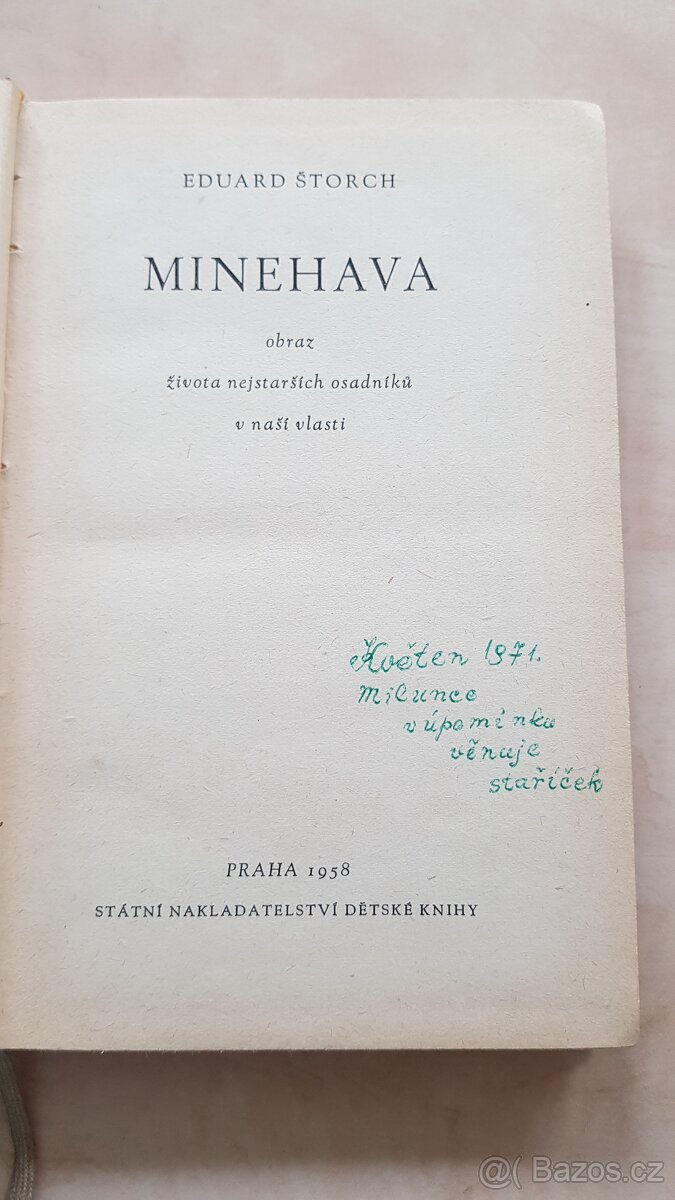 EDUARD ŠTORCH
MINEHAVA
obraz
života nejstarších osadníků
v naší vlasti
Květen 1971.
Milunce
v úpomínku
věnuje
staříček
PRAHA 1958
STÁTNÍ NAKLADATELSTVÍ DĚTSKÉ KNIHY
@( Bazos.cz